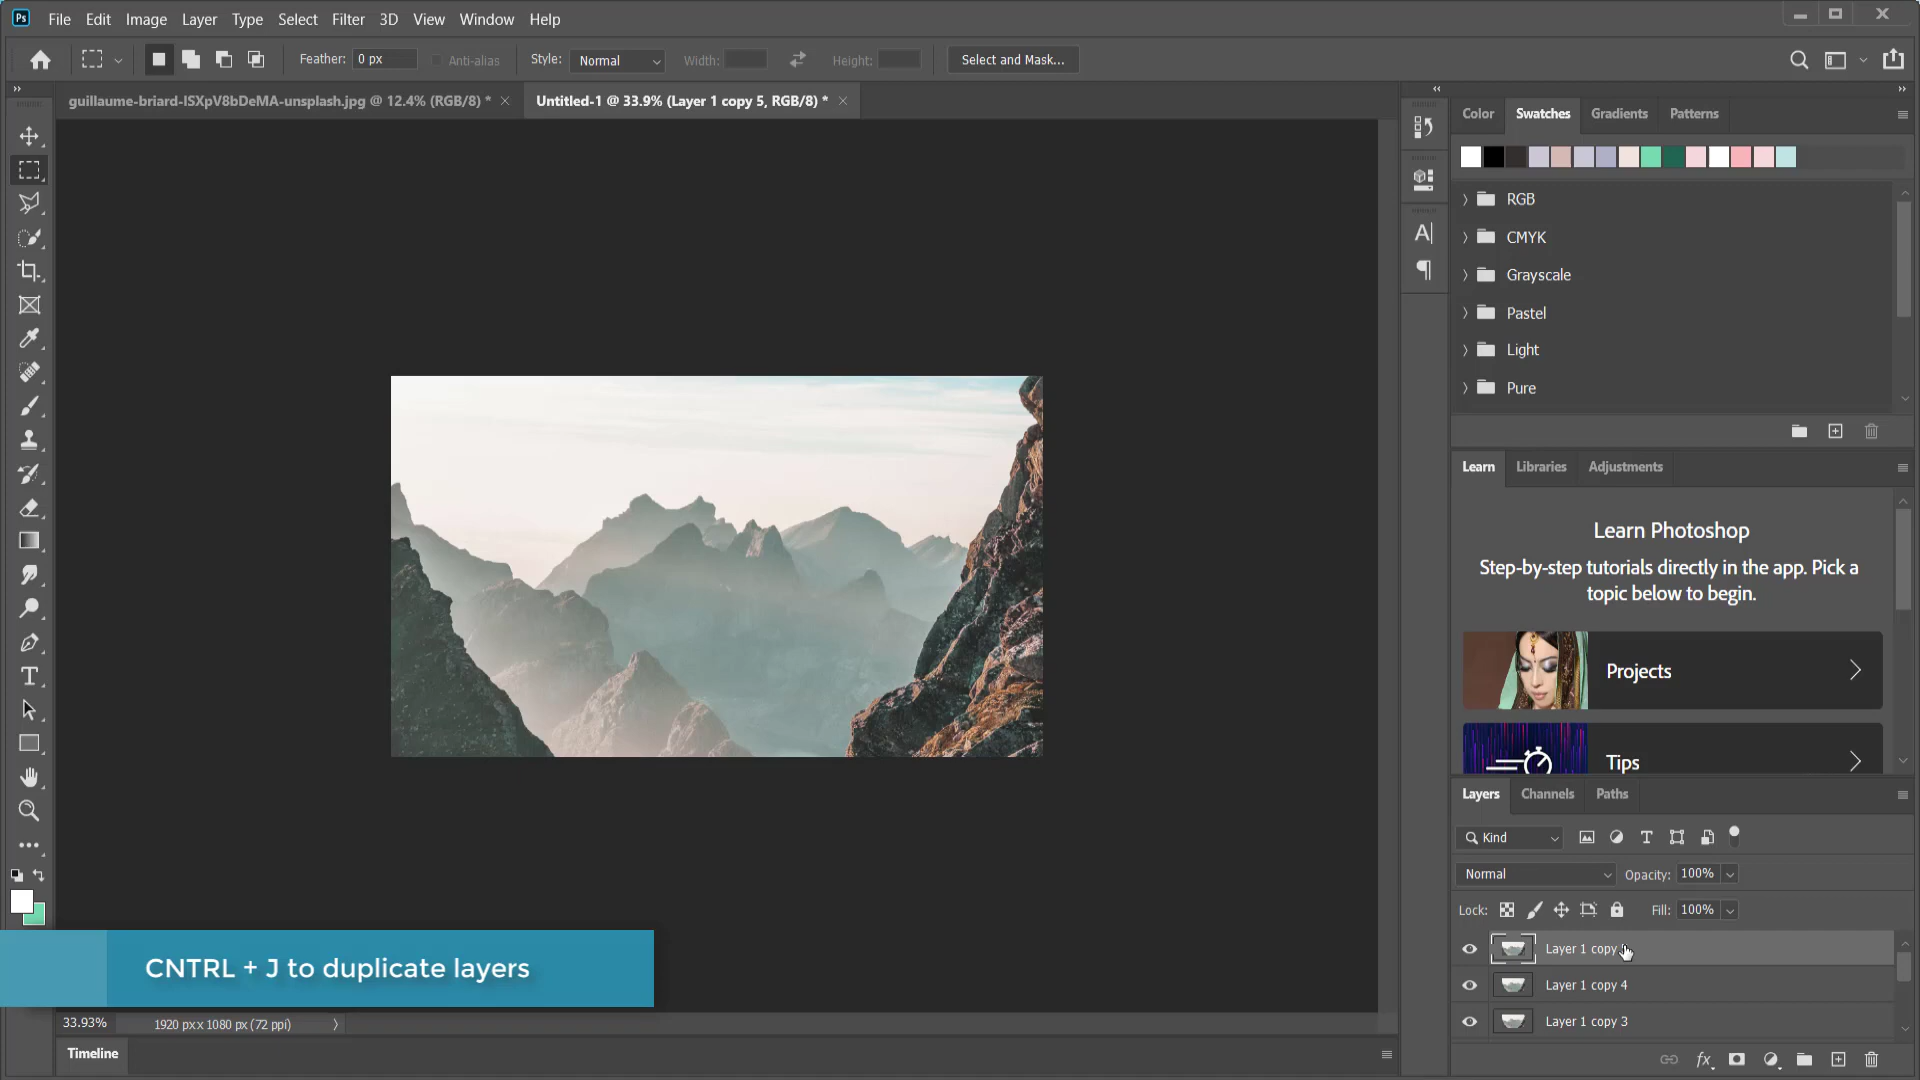 Ps File Edit Image Layer Type Select Filter 3D View Window Help
Feather: 0 px Anti-alias Style: Normal Width: Height: Select and Mask...
guillaume-briard-ISXpV8bDeMA-unsplash.jpg @ 12.4% (RGB/8) * Untitled-1 @ 33.9% (Layer 1 copy 5, RGB/8) *
Color Swatches Gradients Patterns
RGB
CMYK
Grayscale
Pastel
Light
Pure
Learn Libraries Adjustments
Learn Photoshop
Step-by-step tutorials directly in the app. Pick a
topic below to begin.
Projects
Tips
Layers Channels Paths
Kind
Normal Opacity: 100%
Lock: Fill: 100%
Layer 1 copy
Layer 1 copy 4
Layer 1 copy 3
CNTRL + J to duplicate layers
33.93% 1920 px x 1080 px (72 ppi)
Timeline